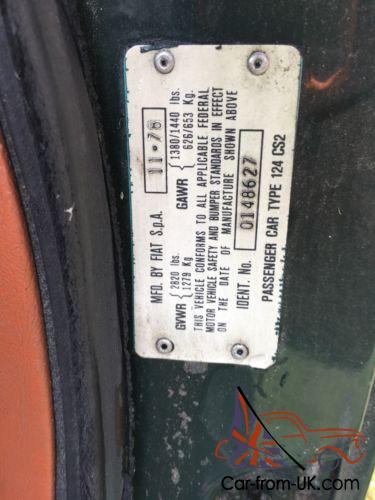 MFD. BY FIAT S.p.A. 11·78
GVWR { 2820 lbs. GAWR { 1380/1440 lbs.
1279 Kg 626/653 Kg.
THIS VEHICLE CONFORMS TO ALL APPLICABLE FEDERAL
MOTOR VEHICLE SAFETY AND BUMPER STANDARDS IN EFFECT
ON THE DATE OF MANUFACTURE SHOWN ABOVE
IDENT. No. 0148627
PASSENGER CAR TYPE 124 CS2
Car-from-UK.com